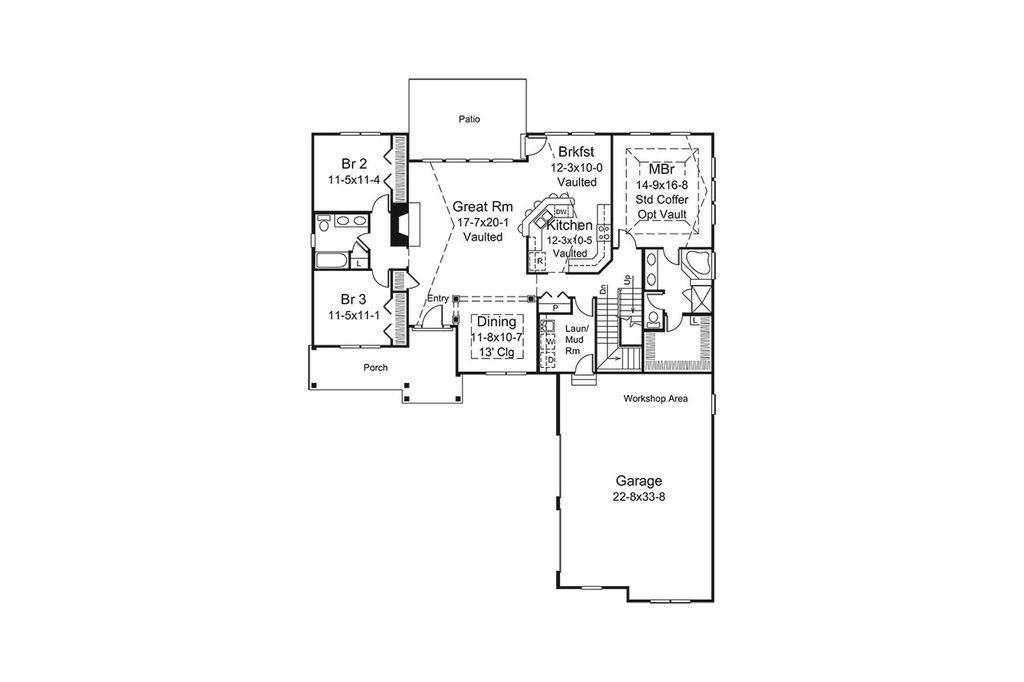 Patio
Br 2
11-5x11-4
Great Rm
17-7x20-1
Vaulted
Brkfst
12-3x10-0
Vaulted
MBr
14-9x16-8
Std Coffer
Opt Vault
DW
Kitchen
12-3x10-5
Vaulted
R
L
Br 3
11-5x11-1
Entry
Dining
11-8x10-7
13' Clg
P
Laun/
Mud
Rm
W
D
Dn
Up
L
Porch
Workshop Area
Garage
22-8x33-8